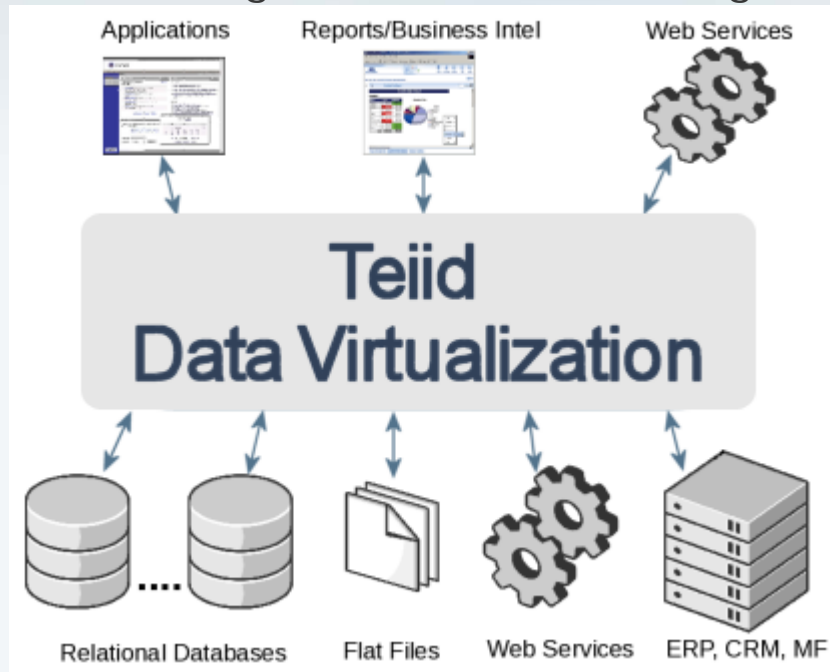 Applications
Reports/Business Intel
Web Services
Teiid
Data Virtualization
....
Relational Databases
Flat Files
Web Services
ERP, CRM, MF